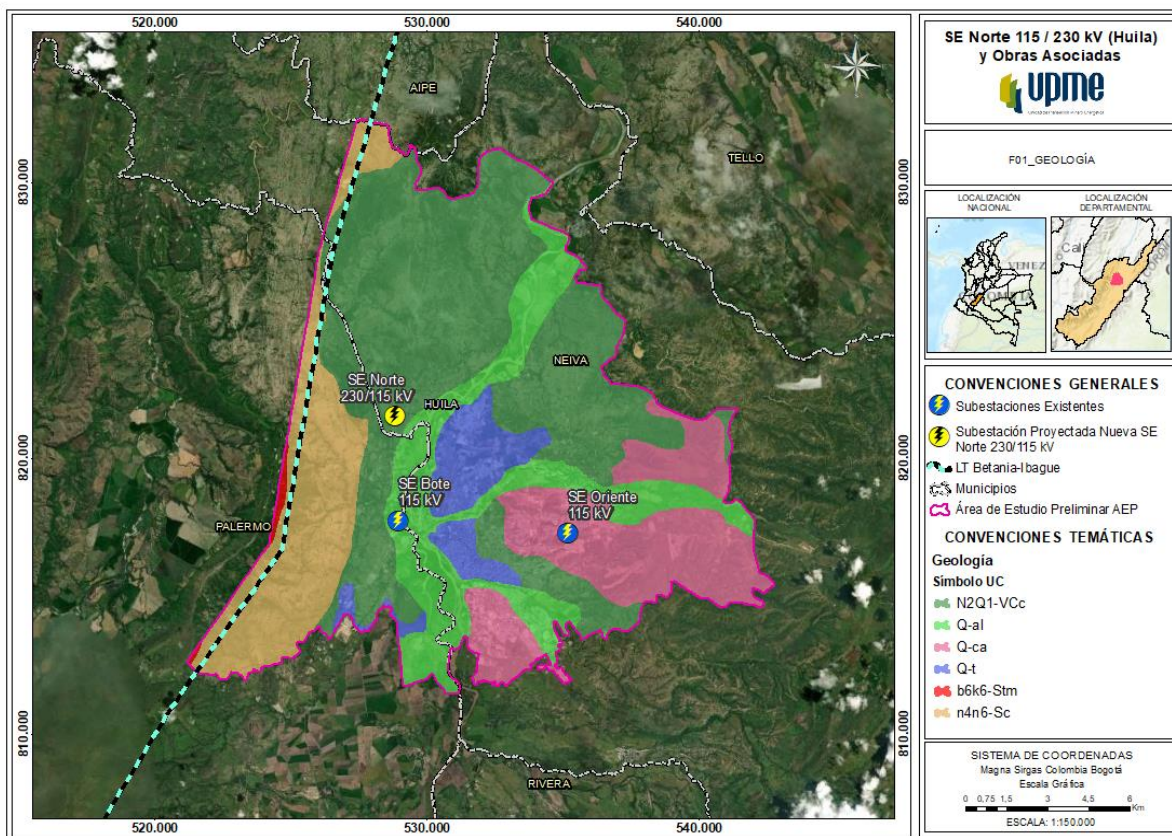 520.000
530.000
540.000
830.000
820.000
810.000
830.000
820.000
810.000
520.000
530.000
540.000
AIPE
TELLO
NEIVA
SE Norte
230/115 kV
HUILA
SE Bote
115 kV
SE Oriente
115 kV
PALERMO
RIVERA
SE Norte 115 / 230 kV (Huila)
y Obras Asociadas
upme
F01_GEOLOGÍA
LOCALIZACIÓN
NACIONAL
LOCALIZACIÓN
DEPARTAMENTAL
VENEZ
Cali
CONVENCIONES GENERALES
Subestaciones Existentes
Subestación Proyectada Nueva SE
Norte 230/115 kV
LT Betania-Ibague
Municipios
Área de Estudio Preliminar AEP
CONVENCIONES TEMÁTICAS
Geología
Símbolo UC
N2Q1-VCc
Q-al
Q-ca
Q-t
b6k6-Stm
n4n6-Sc
SISTEMA DE COORDENADAS
Magna Sirgas Colombia Bogotá
Escala Gráfica
0 0,75 1,5 3 4,5 6
Km
ESCALA: 1:150.000